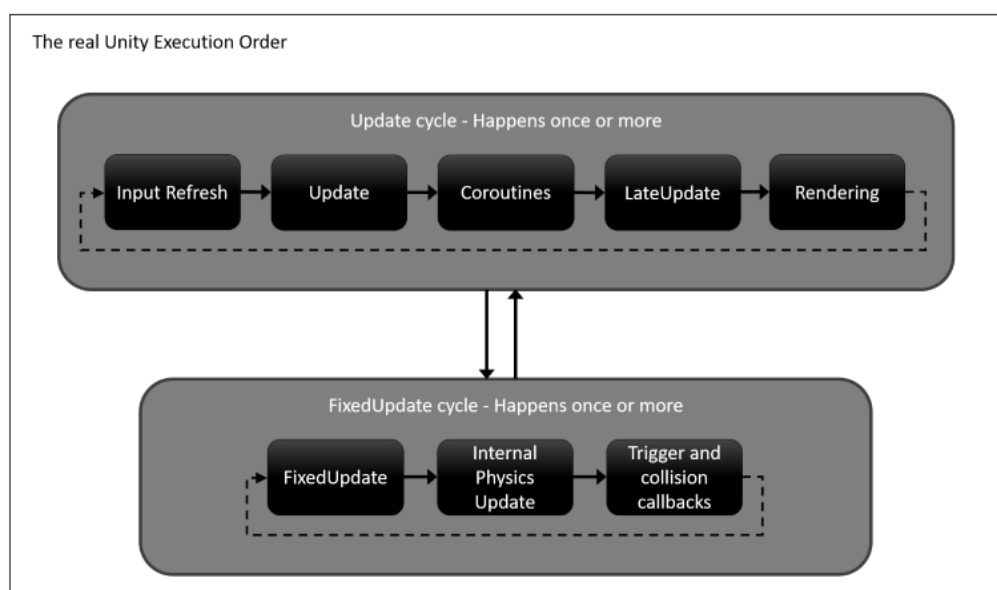 The real Unity Execution Order
Update cycle - Happens once or more
Input Refresh
Update
Coroutines
LateUpdate
Rendering
FixedUpdate cycle - Happens once or more
FixedUpdate
Internal
Physics
Update
Trigger and
collision
callbacks